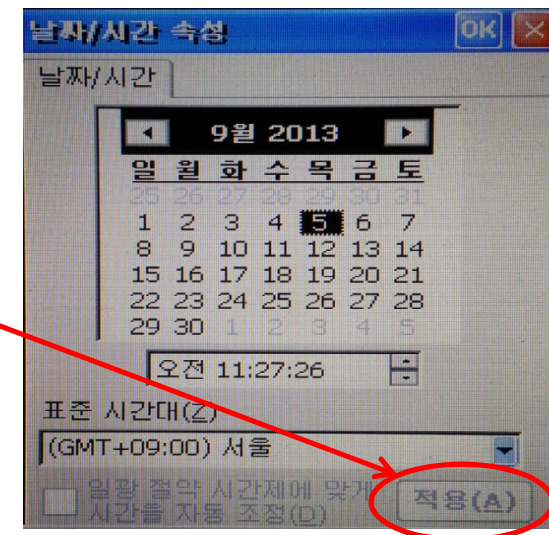 날짜/시간 속성 OK
날짜/시간
9월 2013
일 월 화 수 목 금 토
25 26 27 28 29 30 31
1 2 3 4 5 6 7
8 9 10 11 12 13 14
15 16 17 18 19 20 21
22 23 24 25 26 27 28
29 30 1 2 3 4 5
오전 11:27:26
표준 시간대(Z)
(GMT+09:00) 서울
일광 절약 시간제에 맞게
시간을 자동 조정(D)
적용(A)